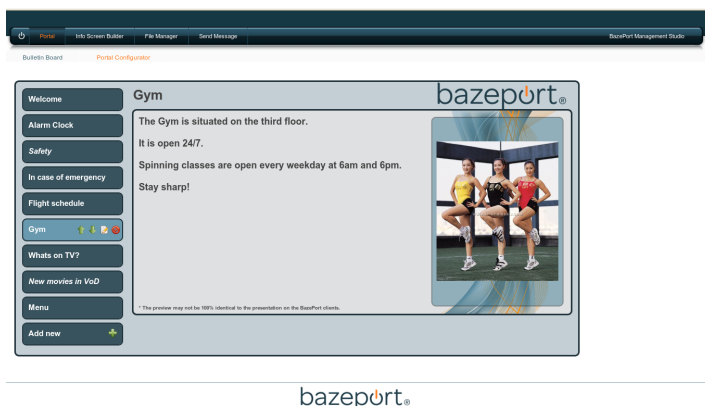 Portal Info Screen Builder File Manager Send Message BazePort Management Studio
Bulletin Board Portal Configurator
Welcome
Alarm Clock
Safety
In case of emergency
Flight schedule
Gym
Whats on TV?
New movies in VoD
Menu
Add new
Gym
bazeport®
The Gym is situated on the third floor.
It is open 24/7.
Spinning classes are open every weekday at 6am and 6pm.
Stay sharp!
* The preview may not be 100% identical to the presentation on the BazePort clients.
bazeport®